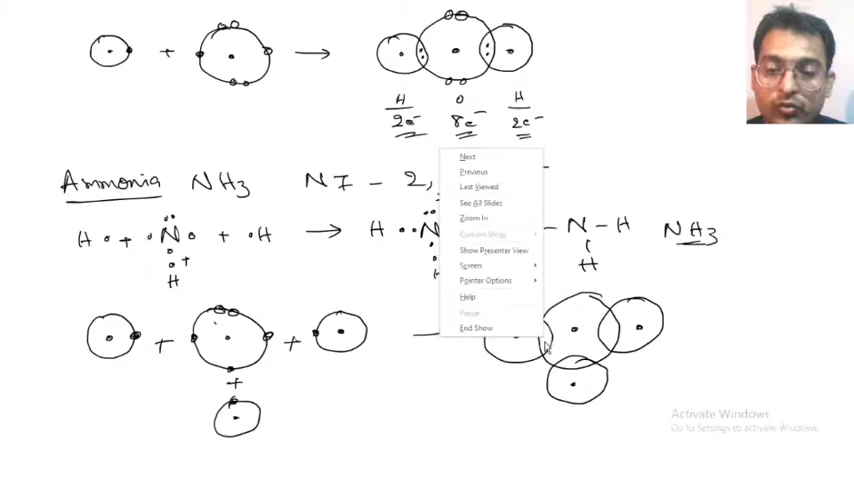 H O H
2e⁻ 8e⁻ 2e⁻
Ammonia NH3 N 7 - 2,
H + N + H → H N - N - H NH3
H H
+ + +
Next
Previous
Last Viewed
See All Slides
Zoom In
Custom Show
Show Presenter View
Screen
Pointer Options
Help
Pause
End Show
Activate Windows
Go to Settings to activate Windows.